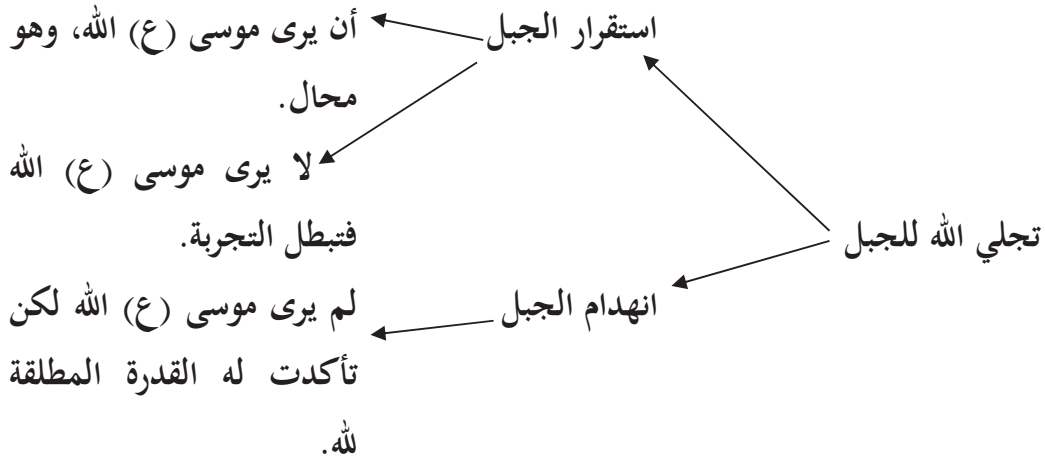 استقرار الجبل
أن يرى موسى (ع) الله، وهو
محال.
لا يرى موسى (ع) الله
فتبطل التجربة.
تجلي الله للجبل
انهدام الجبل
لم يرى موسى (ع) الله لكن
تأكدت له القدرة المطلقة
لله.